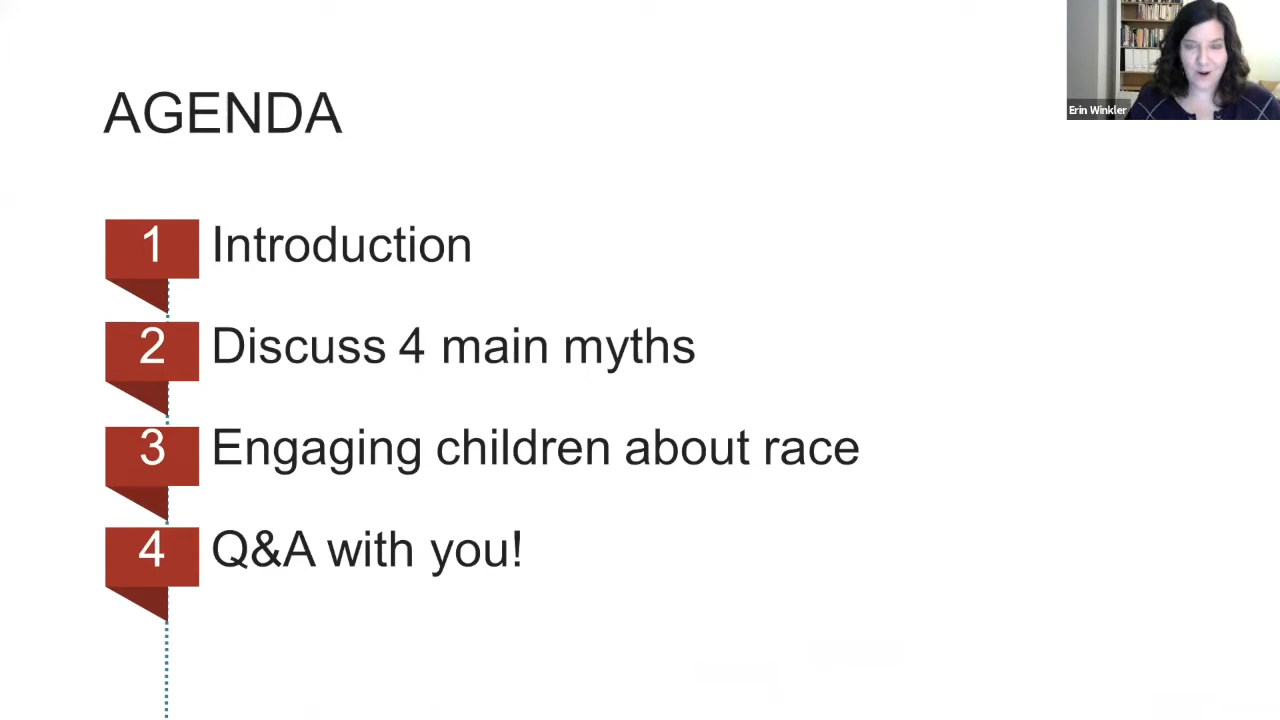 AGENDA
Erin Winkler
1 Introduction
2 Discuss 4 main myths
3 Engaging children about race
4 Q&A with you!